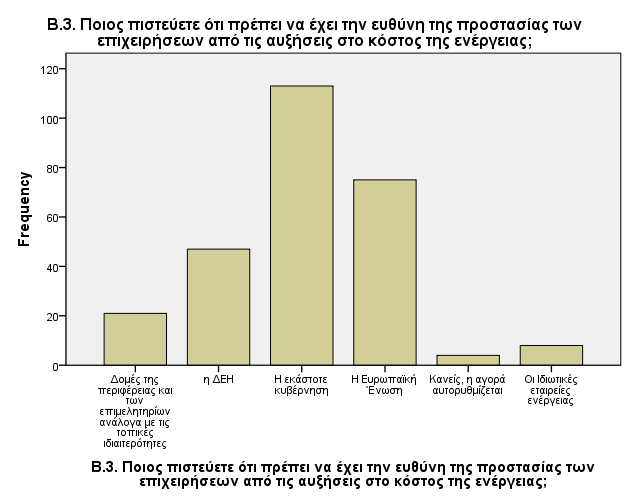 Β.3. Ποιος πιστεύετε ότι πρέπει να έχει την ευθύνη της προστασίας των
επιχειρήσεων από τις αυξήσεις στο κόστος της ενέργειας;
Frequency
120
100
80
60
40
20
0
Δομές της
περιφέρειας και
των
επιμελητηρίων
ανάλογα με τις
τοπικές
ιδιαιτερότητες
η ΔΕΗ
Η εκάστοτε
κυβέρνηση
Η Ευρωπαϊκή
Ένωση
Κανείς, η αγορά
αυτορυθμίζεται
Οι Ιδιωτικές
εταιρείες
ενέργειας
Β.3. Ποιος πιστεύετε ότι πρέπει να έχει την ευθύνη της προστασίας των
επιχειρήσεων από τις αυξήσεις στο κόστος της ενέργειας;